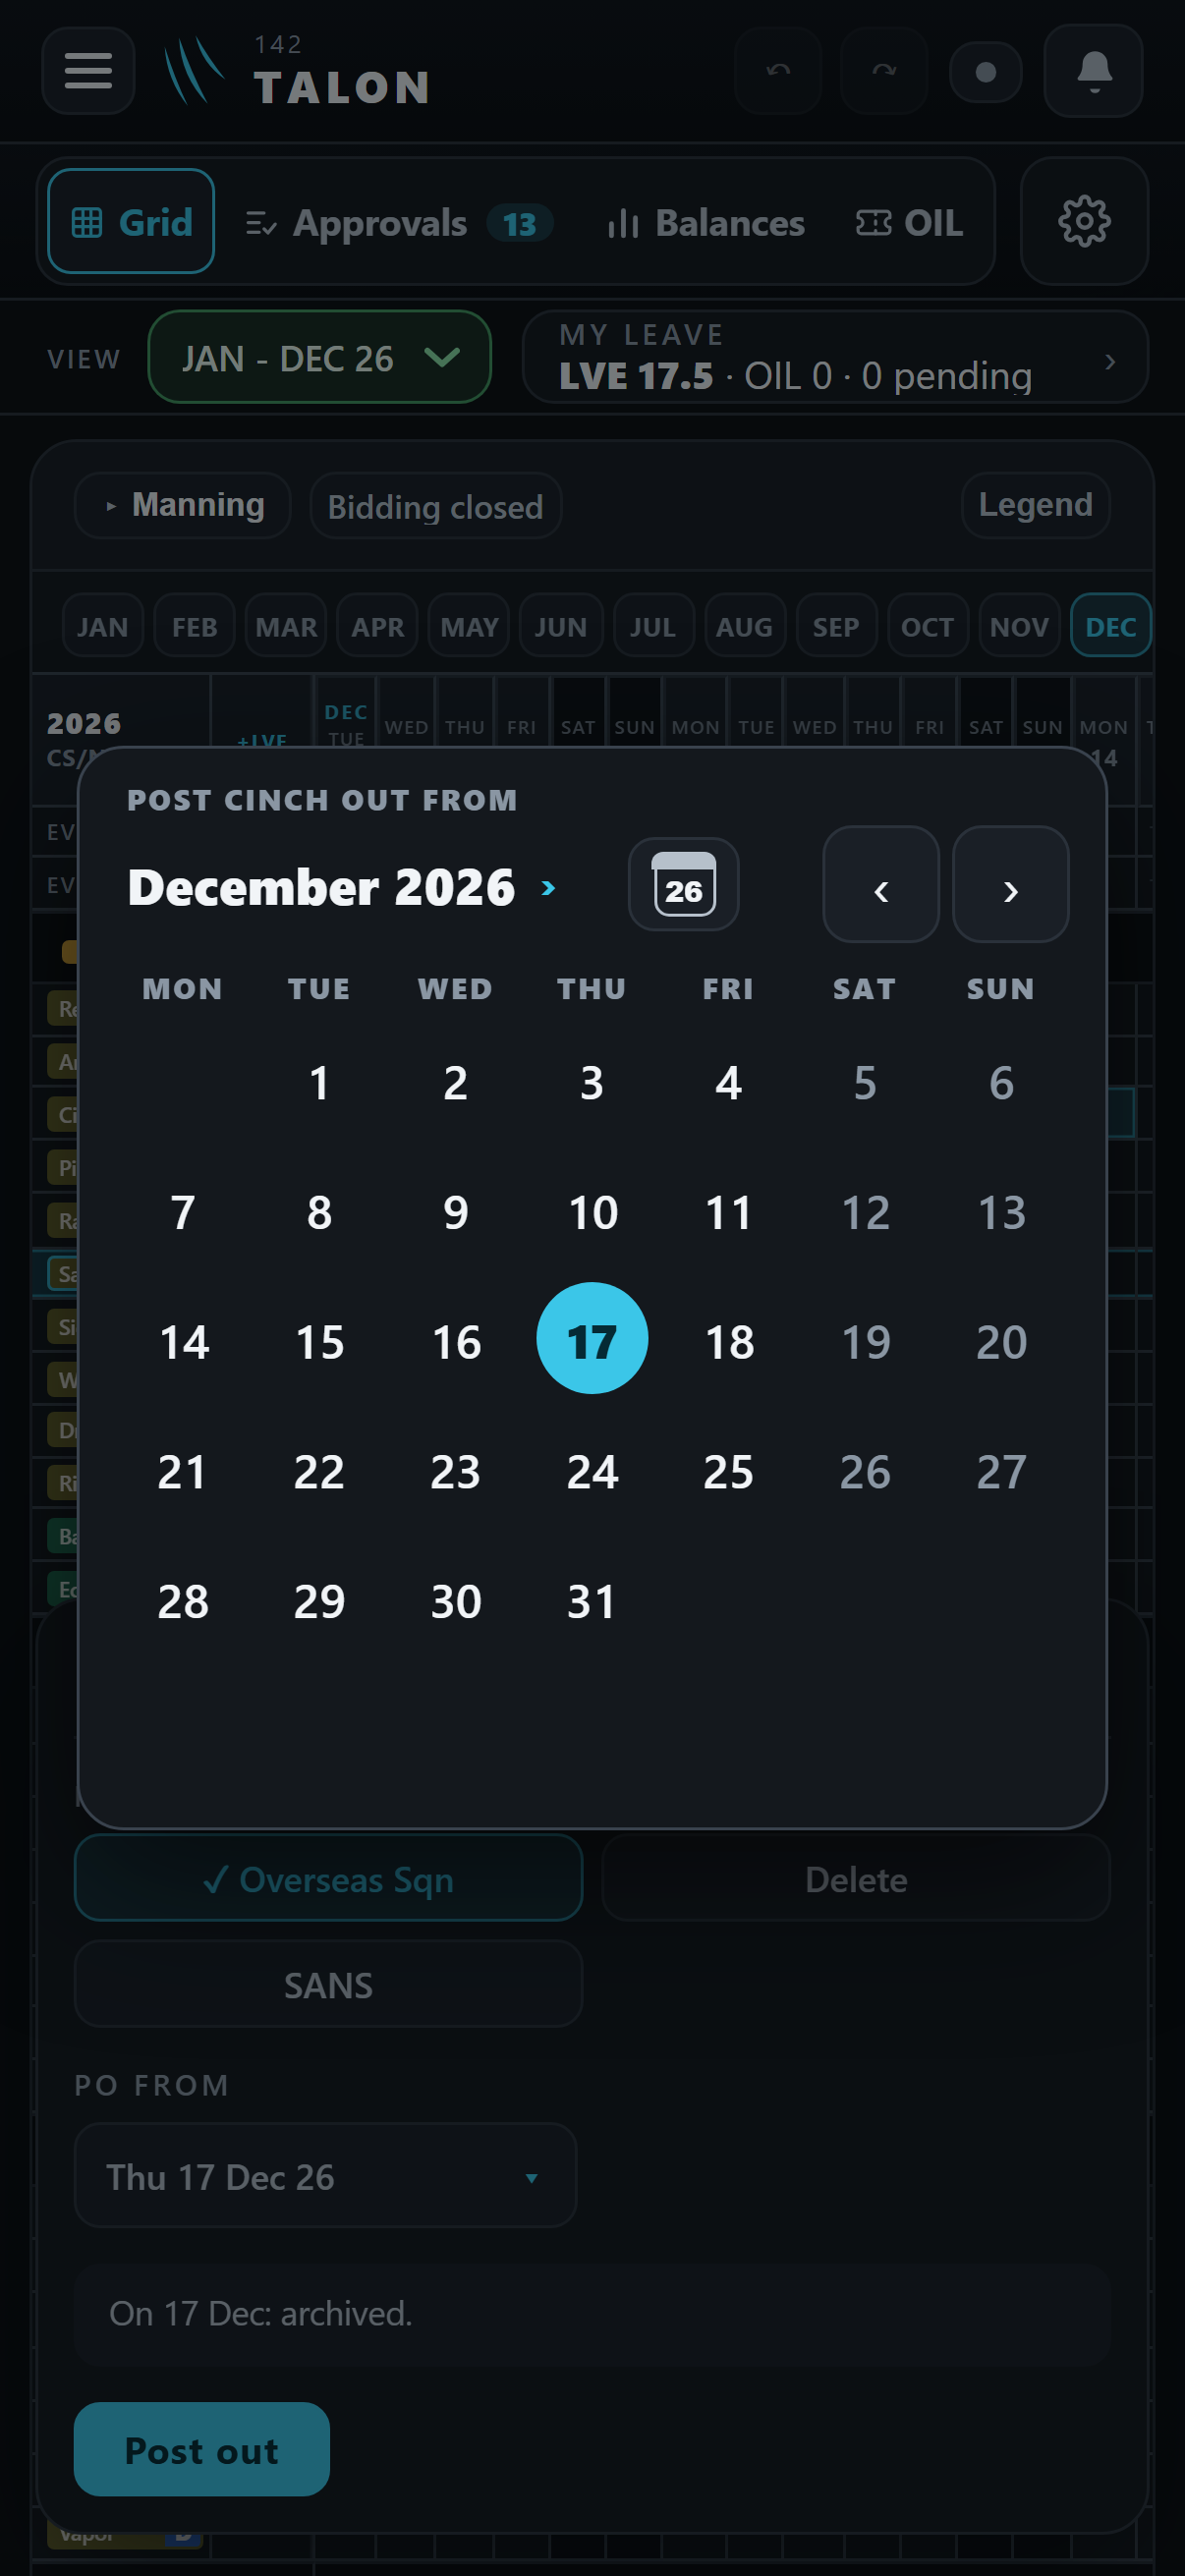 142
TALON
Grid
Approvals 13
Balances
OIL
VIEW
JAN - DEC 26
MY LEAVE
LVE 17.5 · OIL 0 · 0 pending
Manning
Bidding closed
Legend
JAN FEB MAR APR MAY JUN JUL AUG SEP OCT NOV DEC
2026
+LVE
DEC
TUE WED THU FRI SAT SUN MON TUE WED THU FRI SAT SUN MON
14
POST CINCH OUT FROM
December 2026 ›
26
‹ ›
MON TUE WED THU FRI SAT SUN
1 2 3 4 5 6
7 8 9 10 11 12 13
14 15 16 17 18 19 20
21 22 23 24 25 26 27
28 29 30 31
✓ Overseas Sqn
Delete
SANS
PO FROM
Thu 17 Dec 26
On 17 Dec: archived.
Post out